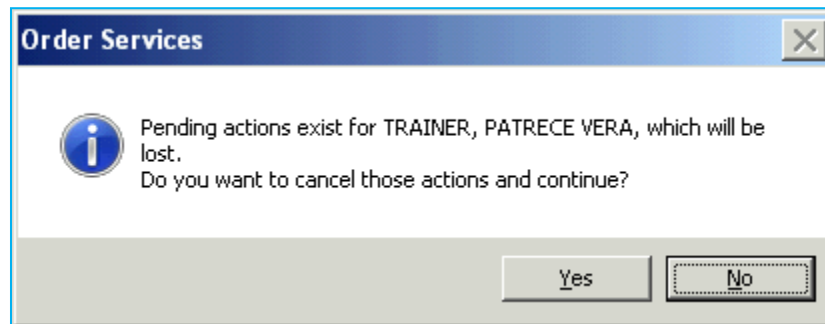 Order Services
Pending actions exist for TRAINER, PATRECE VERA, which will be
lost.
Do you want to cancel those actions and continue?
Yes
No